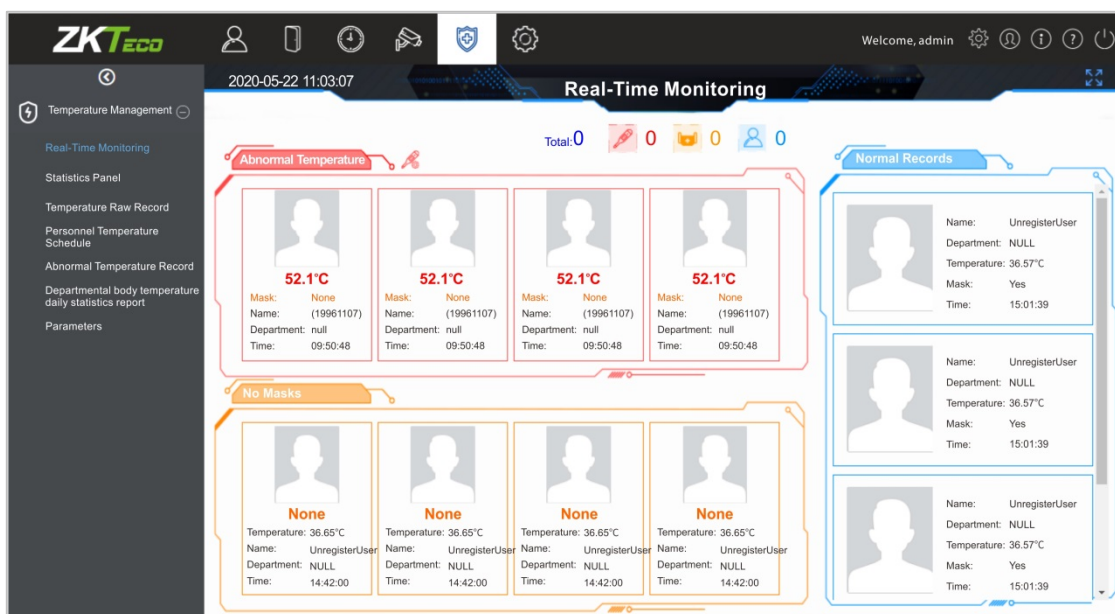 ZKTeco
Welcome, admin
2020-05-22 11:03:07
Real-Time Monitoring
Temperature Management
Real-Time Monitoring
Statistics Panel
Temperature Raw Record
Personnel Temperature
Schedule
Abnormal Temperature Record
Departmental body temperature
daily statistics report
Parameters
Total:0 0 0 0
Abnormal Temperature
52.1°C
Mask: None
Name: (19961107)
Department: null
Time: 09:50:48
52.1°C
Mask: None
Name: (19961107)
Department: null
Time: 09:50:48
52.1°C
Mask: None
Name: (19961107)
Department: null
Time: 09:50:48
52.1°C
Mask: None
Name: (19961107)
Department: null
Time: 09:50:48
No Masks
None
Temperature: 36.65°C
Name: UnregisterUser
Department: NULL
Time: 14:42:00
None
Temperature: 36.65°C
Name: UnregisterUser
Department: NULL
Time: 14:42:00
None
Temperature: 36.65°C
Name: UnregisterUser
Department: NULL
Time: 14:42:00
None
Temperature: 36.65°C
Name: UnregisterUser
Department: NULL
Time: 14:42:00
Normal Records
Name: UnregisterUser
Department: NULL
Temperature: 36.57°C
Mask: Yes
Time: 15:01:39
Name: UnregisterUser
Department: NULL
Temperature: 36.57°C
Mask: Yes
Time: 15:01:39
Name: UnregisterUser
Department: NULL
Temperature: 36.57°C
Mask: Yes
Time: 15:01:39